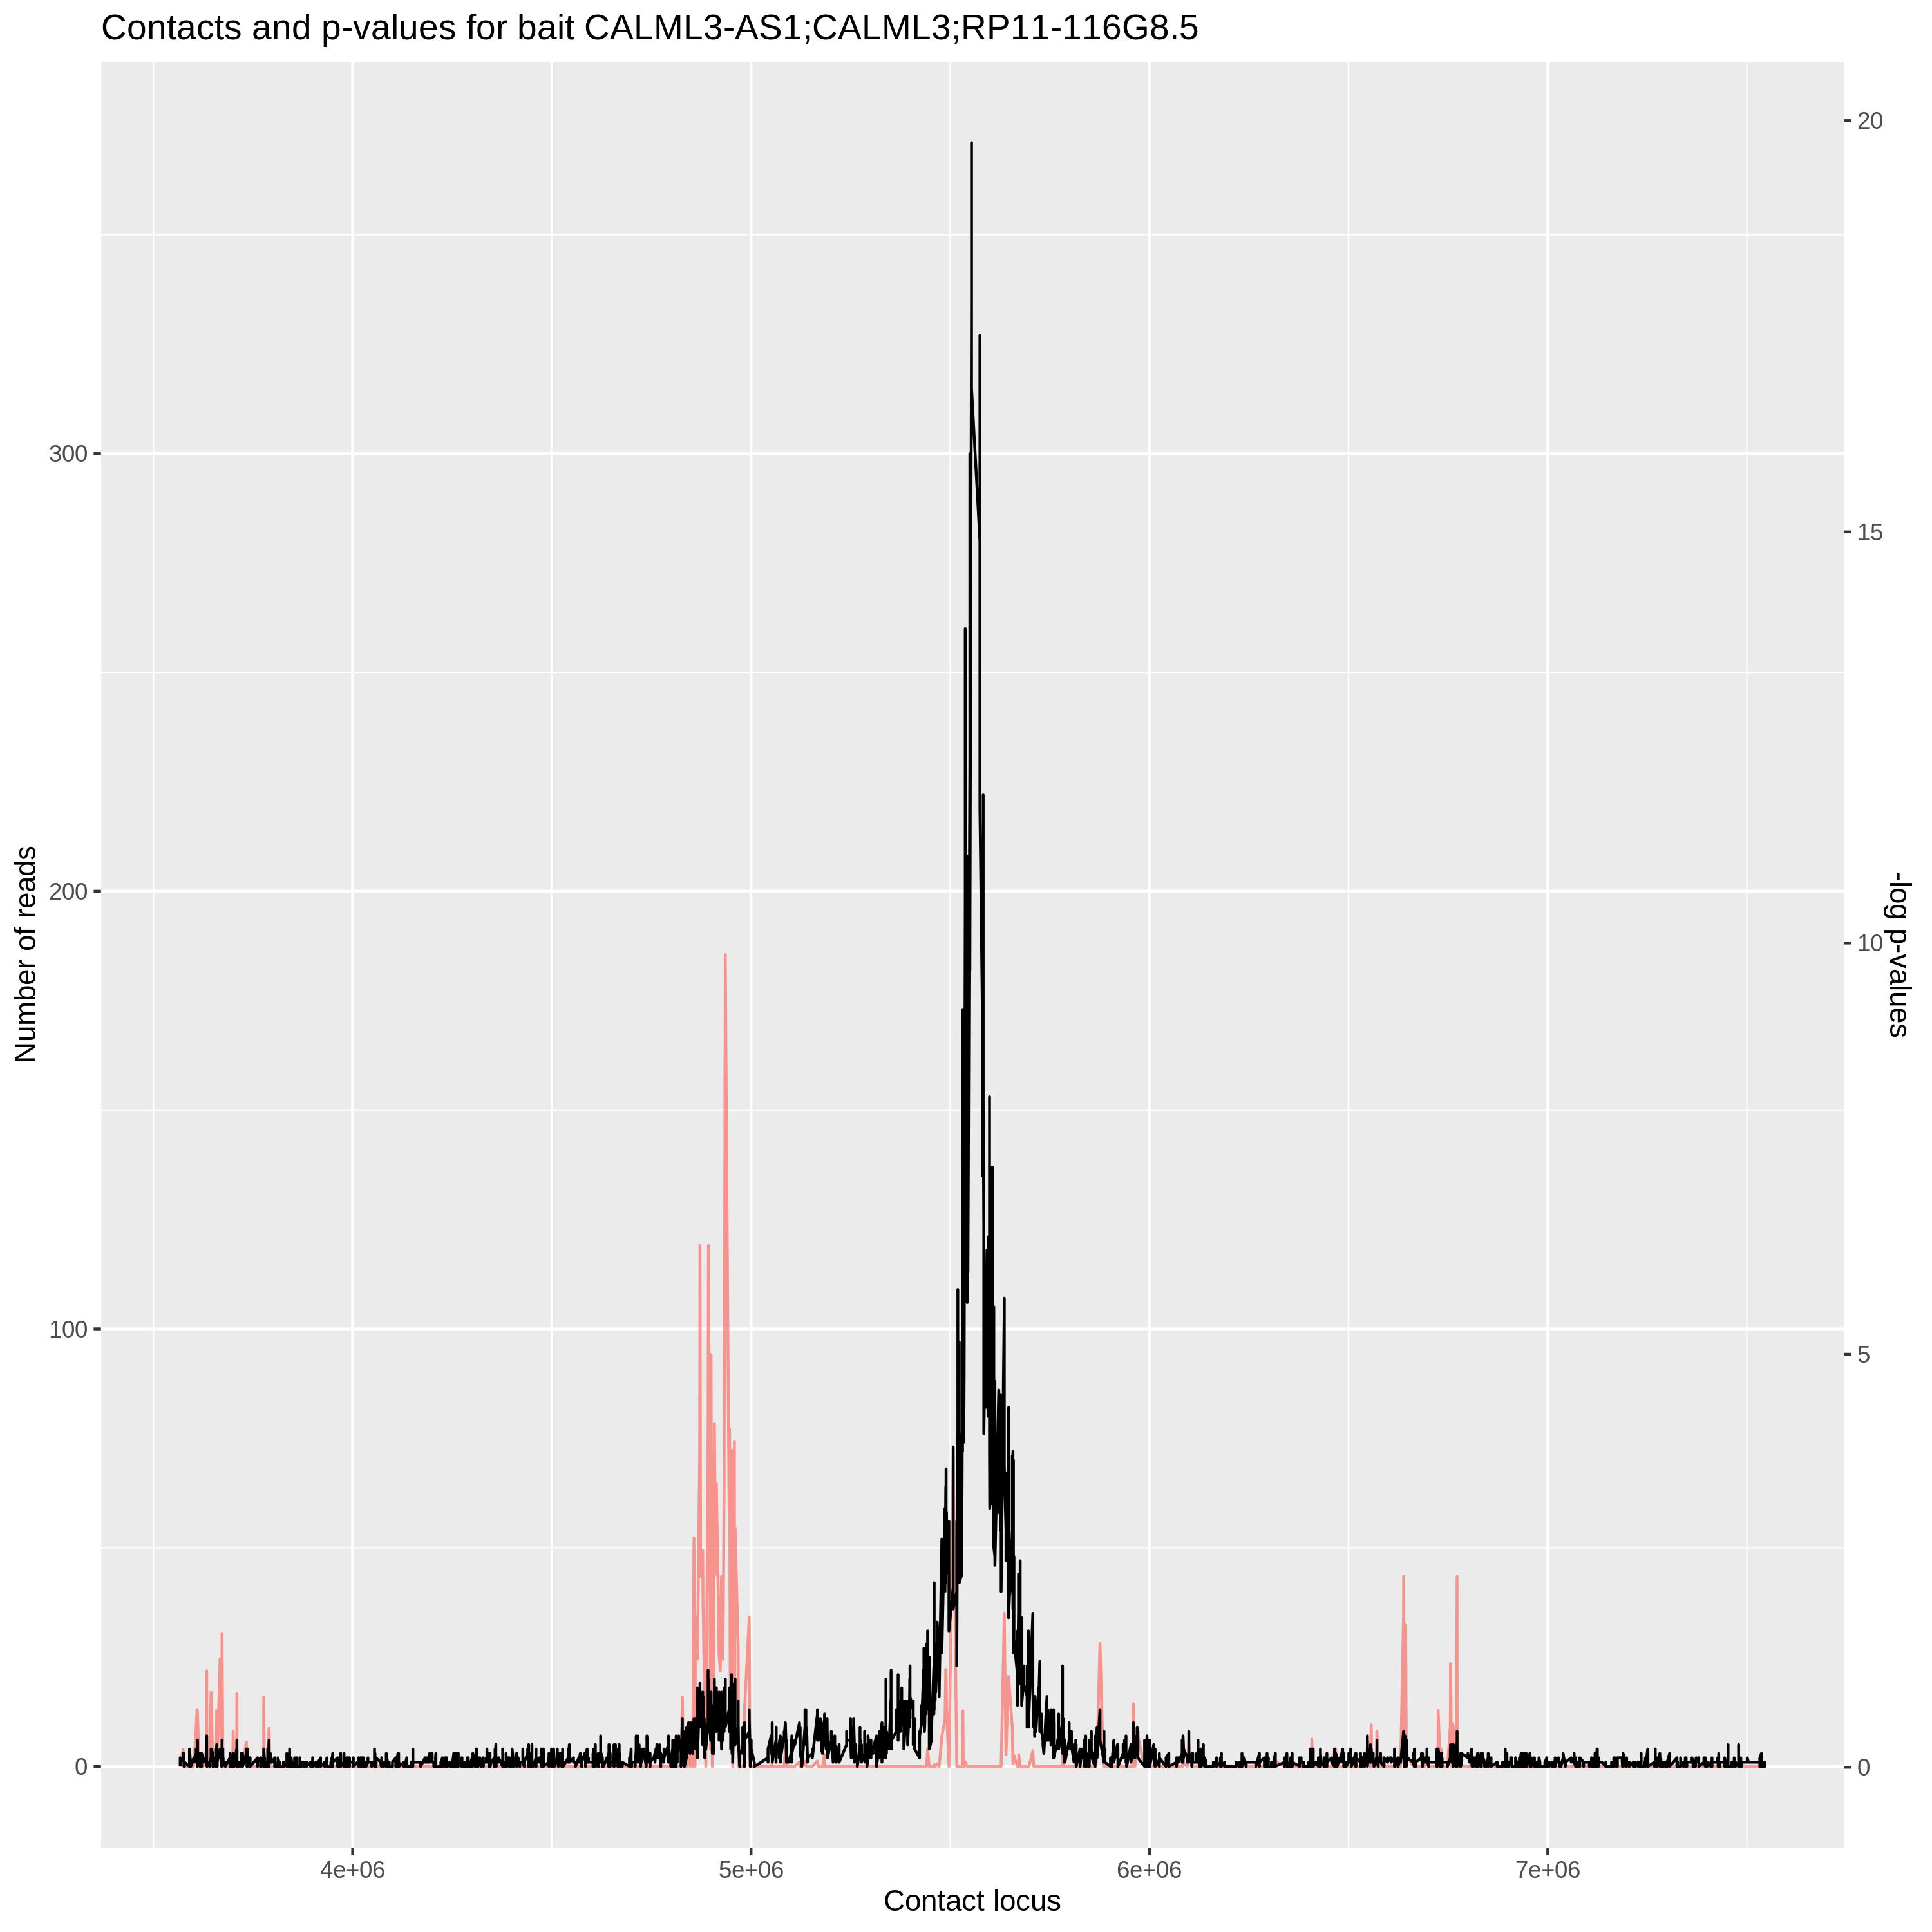 Contacts and p-values for bait CALML3-AS1;CALML3;RP11-116G8.5
Number of reads
300
200
100
0
20
15
10
5
0
-log p-values
4e+06 5e+06 6e+06 7e+06
Contact locus